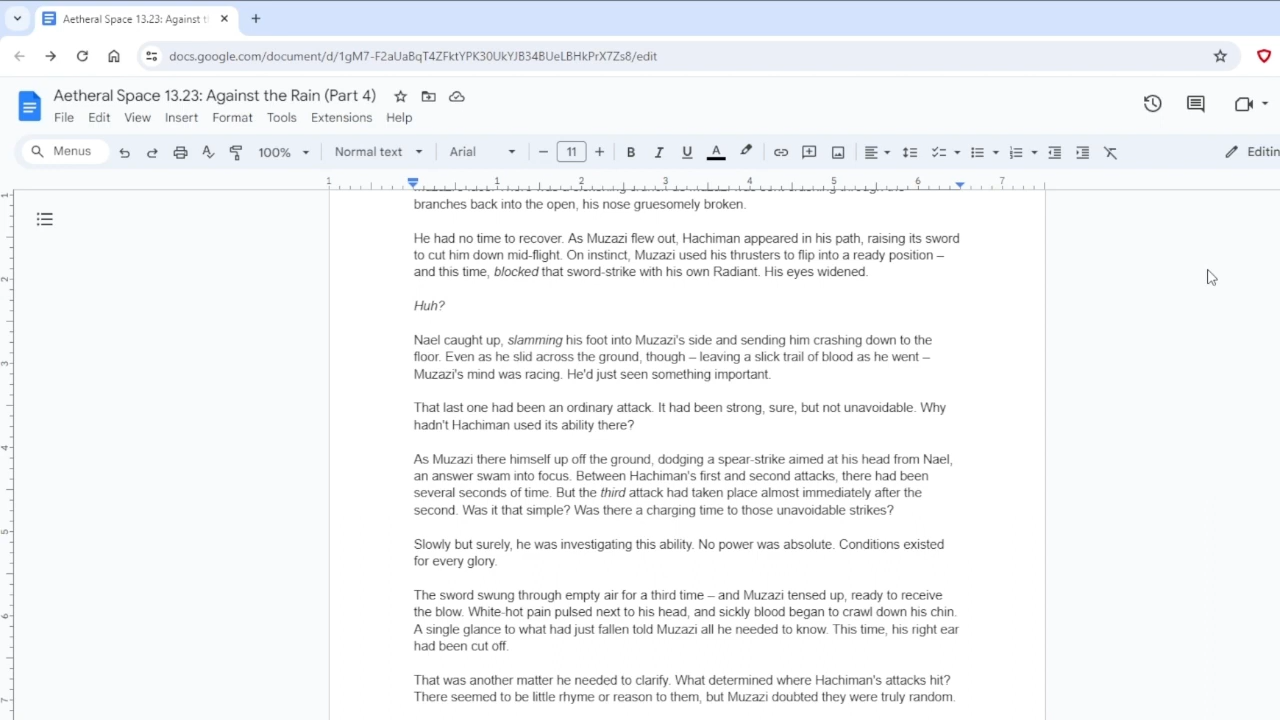 Aetheral Space 13.23: Against t
docs.google.com/document/d/1gM7-F2aUaBqT4ZFktYPK30UkYJB34BUeLBHkPrX7Zs8/edit
Aetheral Space 13.23: Against the Rain (Part 4)
File Edit View Insert Format Tools Extensions Help
Menus 100% Normal text Arial 11 B I U A Editin
1 1 2 3 4 5 6 7
branches back into the open, his nose gruesomely broken.
He had no time to recover. As Muzazi flew out, Hachiman appeared in his path, raising its sword
to cut him down mid-flight. On instinct, Muzazi used his thrusters to flip into a ready position –
and this time, blocked that sword-strike with his own Radiant. His eyes widened.
Huh?
Nael caught up, slamming his foot into Muzazi's side and sending him crashing down to the
floor. Even as he slid across the ground, though – leaving a slick trail of blood as he went –
Muzazi's mind was racing. He'd just seen something important.
That last one had been an ordinary attack. It had been strong, sure, but not unavoidable. Why
hadn't Hachiman used its ability there?
As Muzazi there himself up off the ground, dodging a spear-strike aimed at his head from Nael,
an answer swam into focus. Between Hachiman's first and second attacks, there had been
several seconds of time. But the third attack had taken place almost immediately after the
second. Was it that simple? Was there a charging time to those unavoidable strikes?
Slowly but surely, he was investigating this ability. No power was absolute. Conditions existed
for every glory.
The sword swung through empty air for a third time – and Muzazi tensed up, ready to receive
the blow. White-hot pain pulsed next to his head, and sickly blood began to crawl down his chin.
A single glance to what had just fallen told Muzazi all he needed to know. This time, his right ear
had been cut off.
That was another matter he needed to clarify. What determined where Hachiman's attacks hit?
There seemed to be little rhyme or reason to them, but Muzazi doubted they were truly random.
1
2
3
4
5
6
7